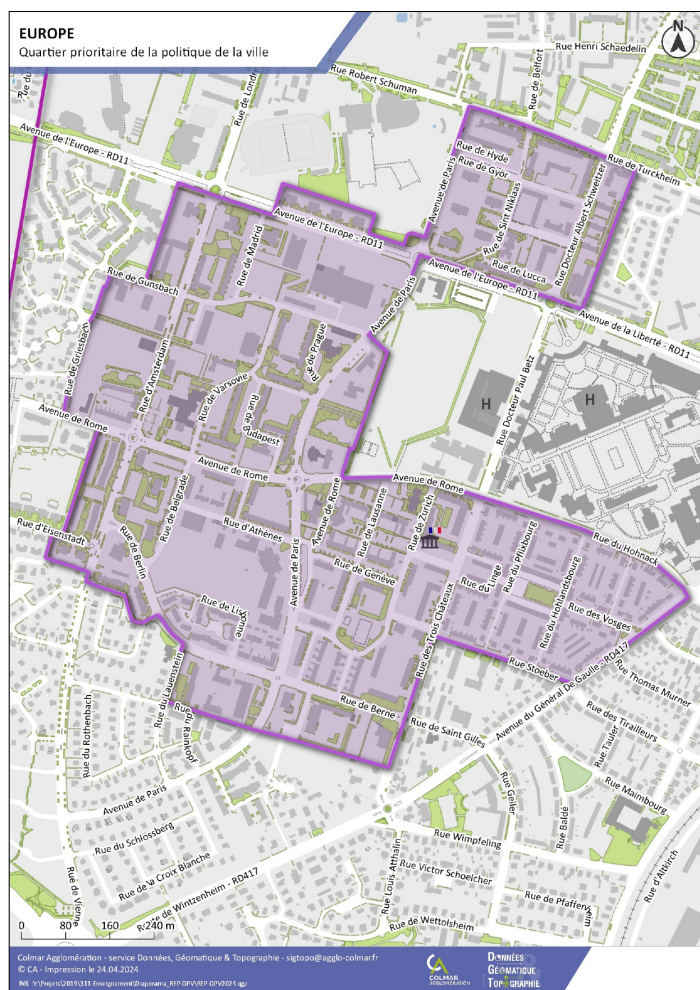 EUROPE
Quartier prioritaire de la politique de la ville
N
Rue Henri Schaedelin
Rue de Belfort
Rue Robert Schuman
Rue de Londres
Avenue de l'Europe - RD11
Rue de Turckheim
Rue de Hyde
Rue de Györ
Avenue de Paris
Rue de Sint Niklaas
Rue Docteur Albert Schweitzer
Avenue de l'Europe - RD11
Rue de Madrid
Rue de Lucca
Avenue de l'Europe - RD11
Rue de Gunsbach
Avenue de Paris
Avenue de la Liberté - RD11
Rue de Griesbach
Rue d'Amsterdam
Rue de Prague
Rue Docteur Paul Betz
Rue de Varsovie
Rue de Budapest
H
H
Avenue de Rome
Avenue de Rome
Avenue de Rome
Avenue de Rome
Rue de Belgrade
Rue de Lausanne
Rue de Zurich
Rue d'Eisenstadt
Rue d'Athènes
Rue du Hohnack
Rue de Berlin
Avenue de Paris
Rue de Genève
Rue du Linge
Rue du Pflixbourg
Rue du Hohlandsbourg
Rue des Vosges
Rue de Lisbonne
Rue des Trois Châteaux
Rue Stoeber
Rue du Lauenstein
Avenue du Général De Gaulle - RD417
Rue Thomas Murner
Rue du Rothenbach
Rue du Rainkopf
Rue de Berne
Rue de Saint Gilles
Rue des Tirailleurs
Rue Tauler
Avenue de Paris
Rue Geiler
Rue Baldé
Rue Maimbourg
Rue du Schlossberg
Rue Wimpfeling
Rue de la Croix Blanche
Rue Louis Atthalin
Rue Victor Schoelcher
Rue d'Altkirch
Rue de Vienne
Rte de Wintzenheim - RD417
Rue de Pfaffenheim
Rue de Wettolsheim
0 80 160 240 m
Colmar Agglomération - service Données, Géomatique & Topographie - sigtopo@agglo-colmar.fr
© CA - Impression le 24.04.2024
COLMAR
AGGLOMÉRATION
DONNÉES
GÉOMATIQUE
TOPOGRAPHIE